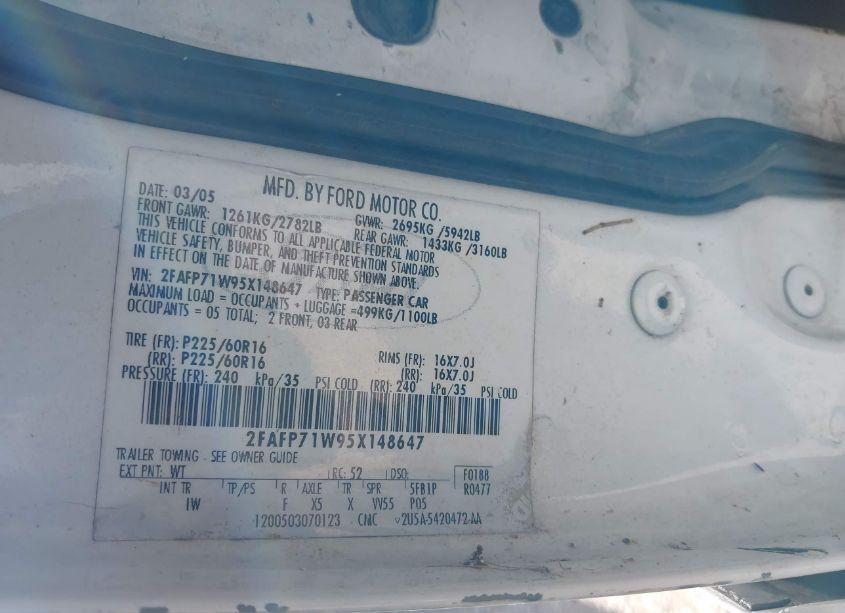 MFD. BY FORD MOTOR CO.
DATE: 03/05 GVWR: 2695KG /5942LB
FRONT GAWR: 1261KG/2782LB REAR GAWR: 1433KG /3160LB
THIS VEHICLE CONFORMS TO ALL APPLICABLE FEDERAL MOTOR
VEHICLE SAFETY, BUMPER, AND THEFT PREVENTION STANDARDS
IN EFFECT ON THE DATE OF MANUFACTURE SHOWN ABOVE.
VIN: 2FAFP71W95X148647 TYPE: PASSENGER CAR
MAXIMUM LOAD = OCCUPANTS + LUGGAGE =499KG/1100LB
OCCUPANTS = 05 TOTAL; 2 FRONT, 03 REAR
TIRE (FR): P225/60R16 RIMS (FR): 16X7.0J
(RR): P225/60R16 (RR): 16X7.0J
PRESSURE (FR): 240 kPa/35 PSI COLD (RR): 240 kPa/35 PSI COLD
2FAFP71W95X148647
TRAILER TOWING - SEE OWNER GUIDE
EXT PNT: WT RC: 52 DSO: F0188
INT TR TP/PS R AXLE TR SPR 5FB1P R0477
IW F X5 X VV55 P05
1200503070123 CMC v2U5A-5420472-AA